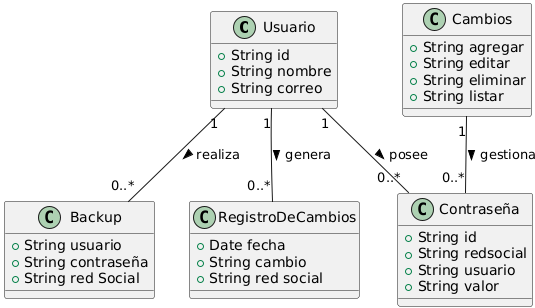 C Usuario
String id
String nombre
String correo
C Cambios
String agregar
String editar
String eliminar
String listar
1
1
1
1
realiza
genera
posee
gestiona
0..*
0..*
0..*
0..*
C Backup
String usuario
String contraseña
String red Social
C RegistroDeCambios
Date fecha
String cambio
String red social
C Contraseña
String id
String redsocial
String usuario
String valor